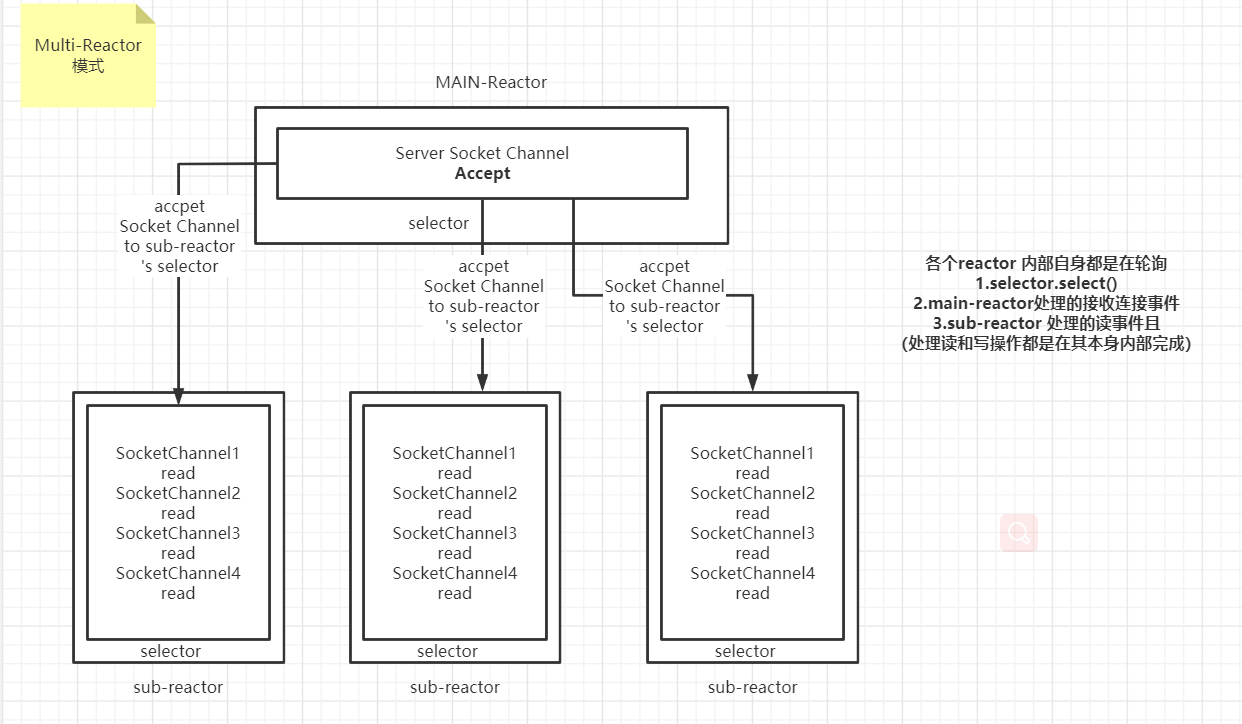 Multi-Reactor
模式
MAIN-Reactor
Server Socket Channel
Accept
selector
accpet
Socket Channel
to sub-reactor
's selector
accpet
Socket Channel
to sub-reactor
's selector
accpet
Socket Channel
to sub-reactor
's selector
各个reactor 内部自身都是在轮询
1.selector.select()
2.main-reactor处理的接收连接事件
3.sub-reactor 处理的读事件且
(处理读和写操作都是在其本身内部完成)
SocketChannel1
read
SocketChannel2
read
SocketChannel3
read
SocketChannel4
read
selector
sub-reactor
SocketChannel1
read
SocketChannel2
read
SocketChannel3
read
SocketChannel4
read
selector
sub-reactor
SocketChannel1
read
SocketChannel2
read
SocketChannel3
read
SocketChannel4
read
selector
sub-reactor